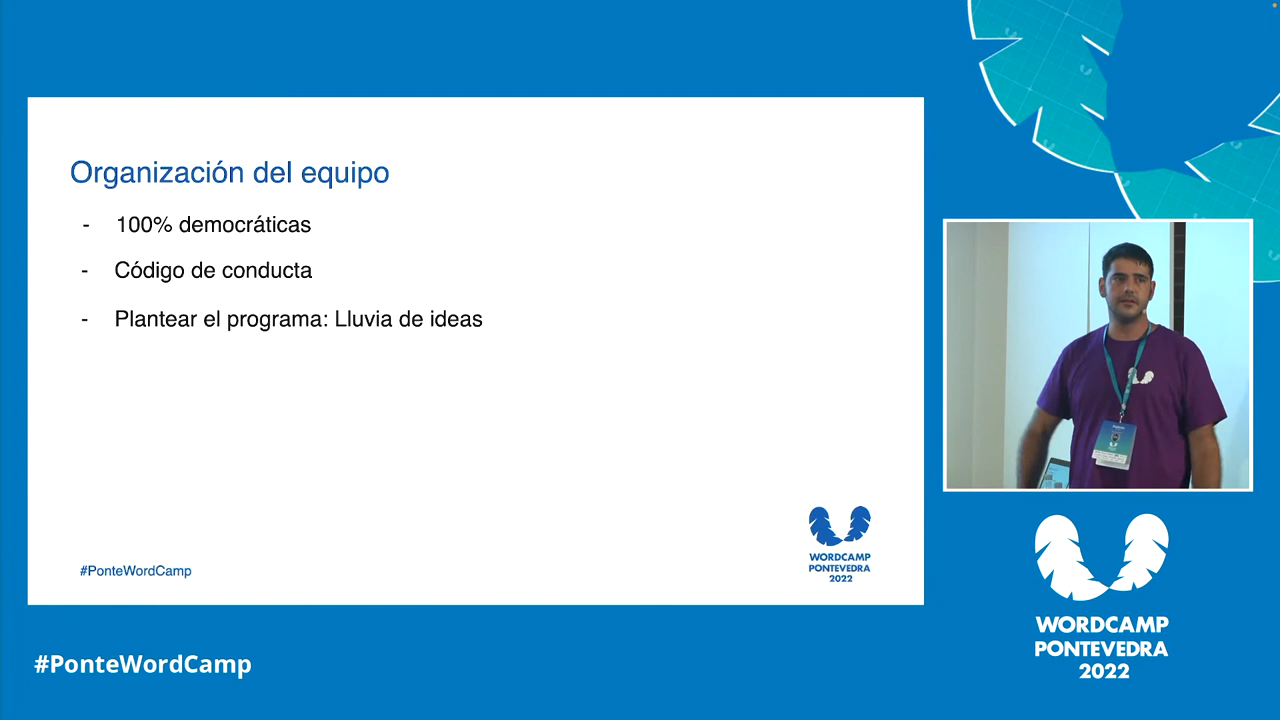 Organización del equipo
- 100% democráticas
- Código de conducta
- Plantear el programa: Lluvia de ideas
#PonteWordCamp
WORDCAMP
PONTEVEDRA
2022
#PonteWordCamp
WORDCAMP
PONTEVEDRA
2022